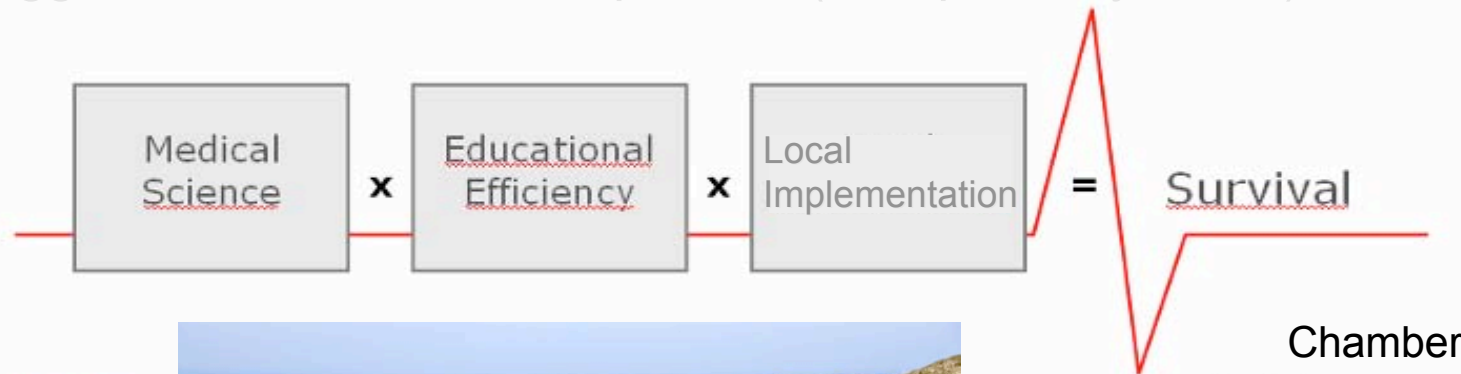 Medical
Science
x
Educational
Efficiency
x
Local
Implementation
=
Survival
Chamber